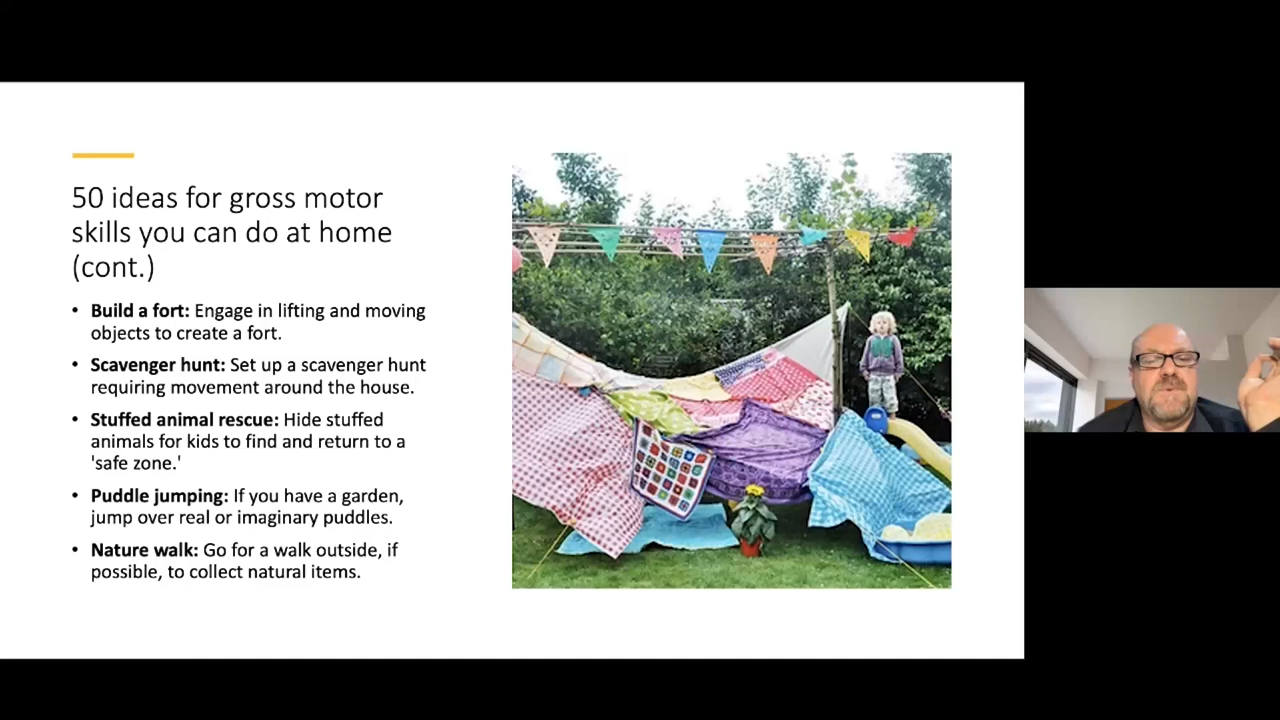 50 ideas for gross motor
skills you can do at home
(cont.)
• Build a fort: Engage in lifting and moving
objects to create a fort.
• Scavenger hunt: Set up a scavenger hunt
requiring movement around the house.
• Stuffed animal rescue: Hide stuffed
animals for kids to find and return to a
'safe zone.'
• Puddle jumping: If you have a garden,
jump over real or imaginary puddles.
• Nature walk: Go for a walk outside, if
possible, to collect natural items.